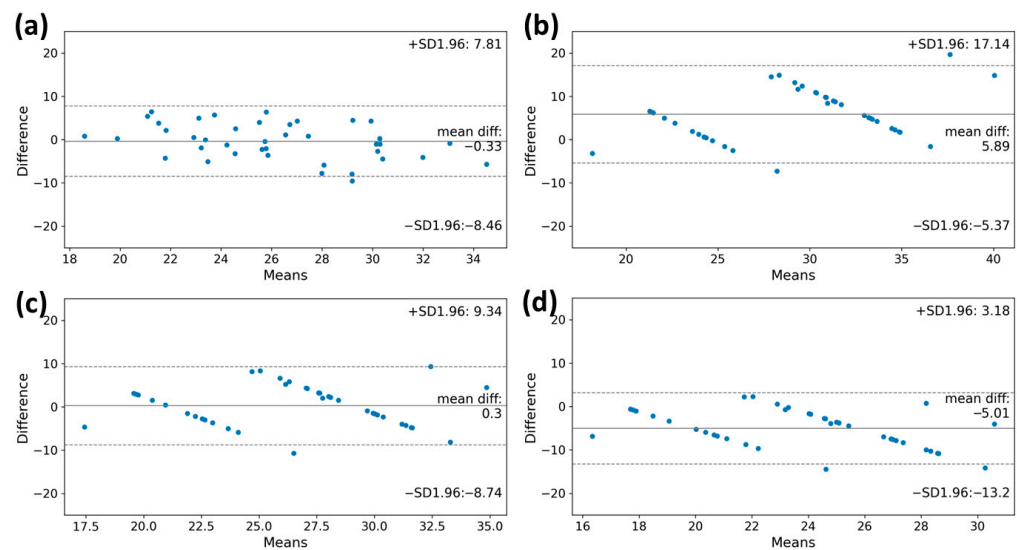 (a)
+SD1.96: 7.81
20
10
0
−10
−20
Difference
mean diff:
−0.33
−SD1.96:−8.46
18 20 22 24 26 28 30 32 34
Means
(b)
+SD1.96: 17.14
20
10
0
−10
−20
Difference
mean diff:
5.89
−SD1.96:−5.37
20 25 30 35 40
Means
(c)
+SD1.96: 9.34
20
10
0
−10
−20
Difference
mean diff:
0.3
−SD1.96:−8.74
17.5 20.0 22.5 25.0 27.5 30.0 32.5 35.0
Means
(d)
+SD1.96: 3.18
20
10
0
−10
−20
Difference
mean diff:
−5.01
−SD1.96:−13.2
16 18 20 22 24 26 28 30
Means